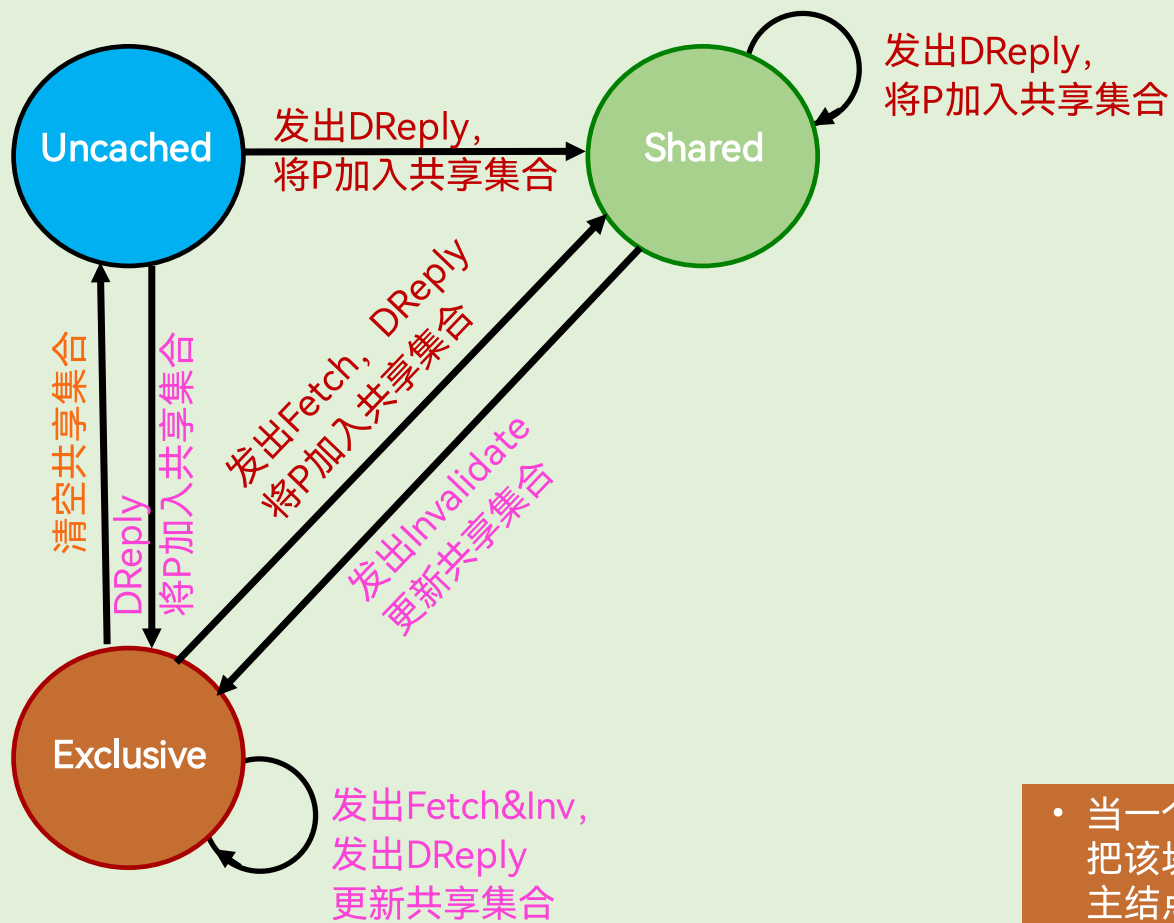 Uncached
发出DReply，
将P加入共享集合
Shared
发出DReply，
将P加入共享集合
清空共享集合
DReply
将P加入共享集合
发出Fetch，DReply
将P加入共享集合
发出Invalidate
更新共享集合
Exclusive
发出Fetch&Inv，
发出DReply
更新共享集合
• 当一个
把该块
主结点